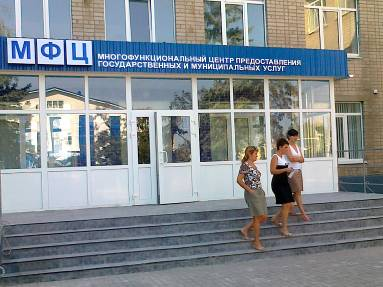 МФЦ
МНОГОФУНКЦИОНАЛЬНЫЙ ЦЕНТР ПРЕДОСТАВЛЕНИЯ
ГОСУДАРСТВЕННЫХ И МУНИЦИПАЛЬНЫХ УСЛУГ